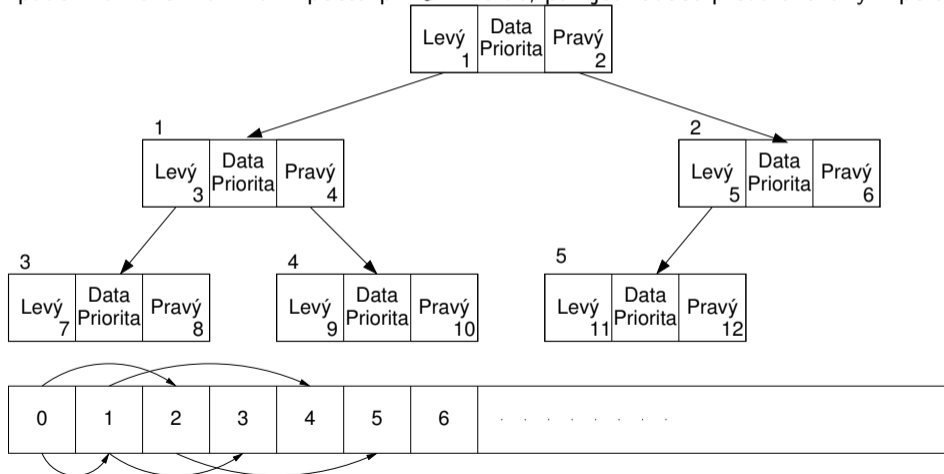 Levý Data Priorita Pravý
1 2
1
Levý Data Priorita Pravý
3 4
2
Levý Data Priorita Pravý
5 6
3
Levý Data Priorita Pravý
7 8
4
Levý Data Priorita Pravý
9 10
5
Levý Data Priorita Pravý
11 12
0 1 2 3 4 5 6 . . . . . . . .